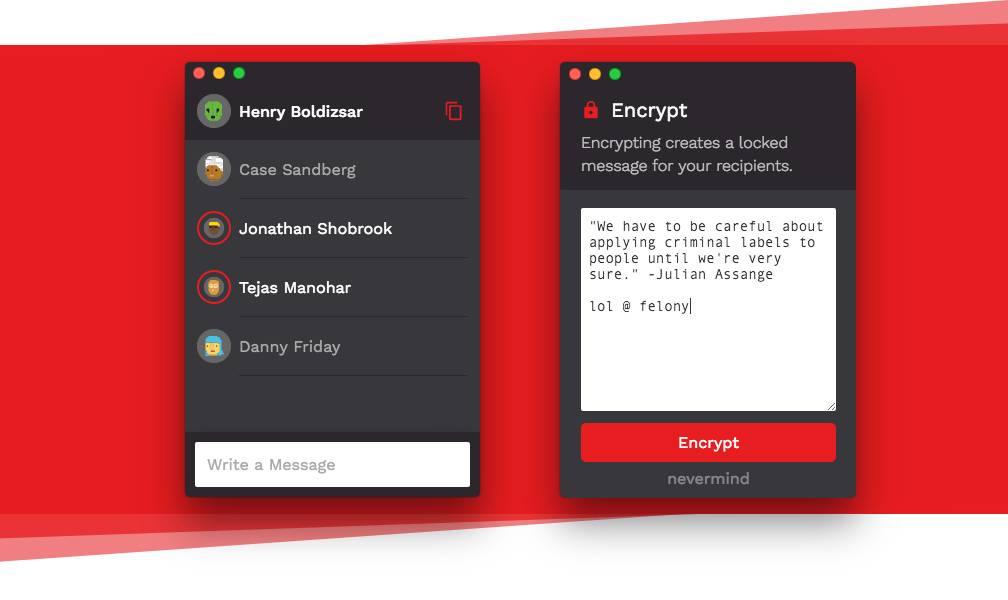 Henry Boldizsar
Case Sandberg
Jonathan Shobrook
Tejas Manohar
Danny Friday
Write a Message
Encrypt
Encrypting creates a locked
message for your recipients.
"We have to be careful about
applying criminal labels to
people until we're very
sure." -Julian Assange
lol @ felony
Encrypt
nevermind